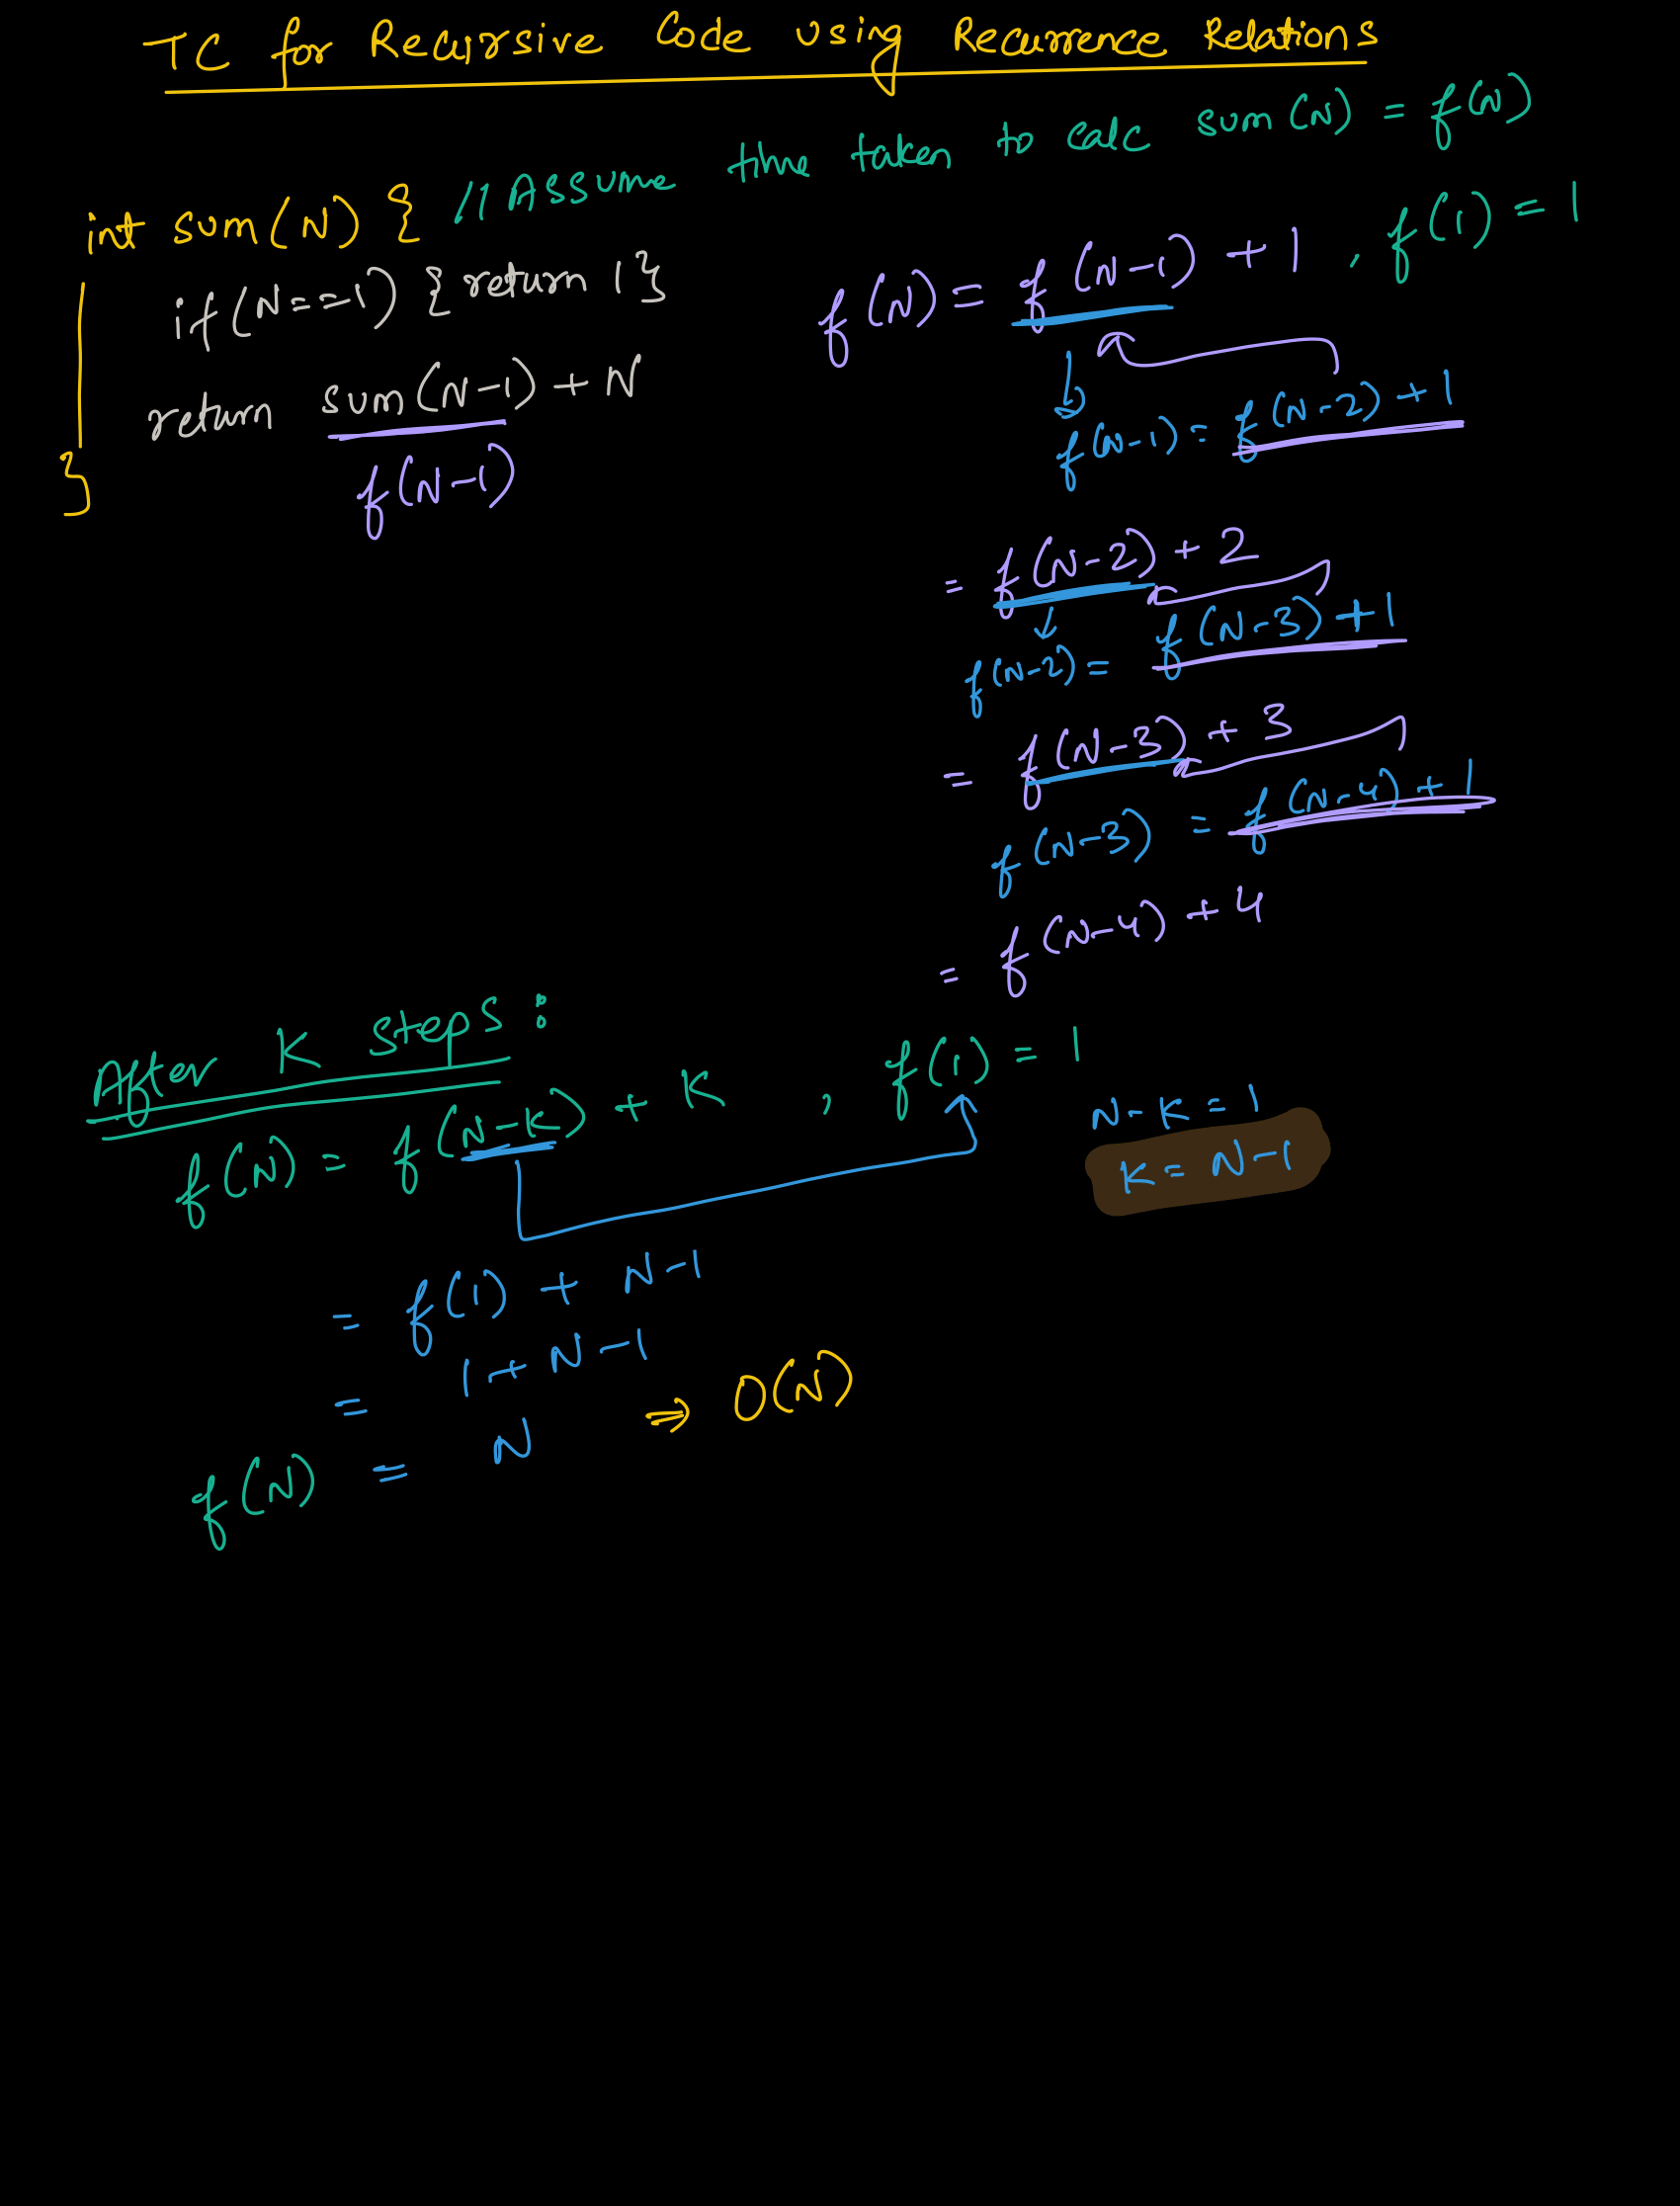 TC for Recursive Code using Recurrence Relations
int sum(N) { // Assume time taken to calc sum(N) = f(N)
if(N==1) { return 1 }
return sum(N-1) + N
f(N-1)
}
f(N) = f(N-1) + 1 , f(1) = 1
f(N-1) = f(N-2) + 1
= f(N-2) + 2
f(N-2) = f(N-3) + 1
= f(N-3) + 3
f(N-3) = f(N-4) + 1
= f(N-4) + 4
After K steps :
f(N) = f(N-K) + K , f(1) = 1
N-K = 1
K = N-1
= f(1) + N-1
= 1 + N-1
f(N) = N ⇒ O(N)